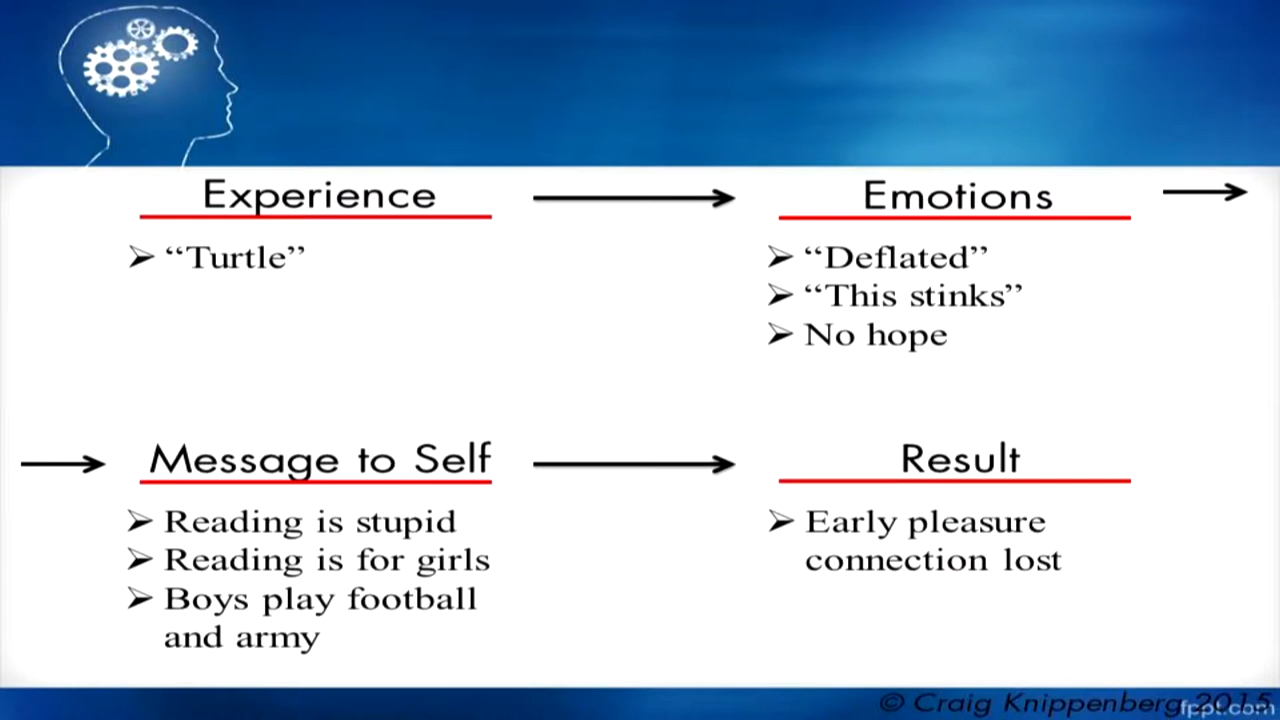 Experience
Emotions
➢ “Turtle”
➢ “Deflated”
➢ “This stinks”
➢ No hope
Message to Self
Result
➢ Reading is stupid
➢ Reading is for girls
➢ Boys play football
and army
➢ Early pleasure
connection lost
© Craig Knippenberg 2015
fppt.com